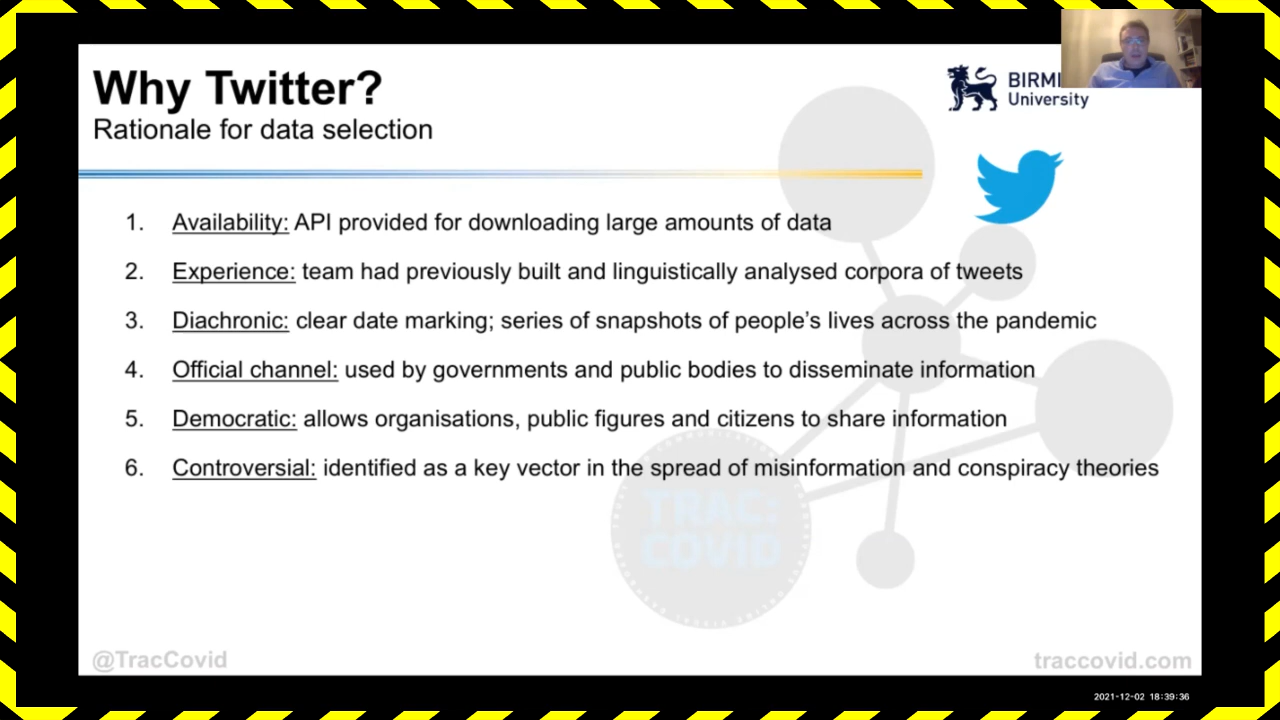 Why Twitter?
Rationale for data selection
BIRM
University
1. Availability: API provided for downloading large amounts of data
2. Experience: team had previously built and linguistically analysed corpora of tweets
3. Diachronic: clear date marking; series of snapshots of people's lives across the pandemic
4. Official channel: used by governments and public bodies to disseminate information
5. Democratic: allows organisations, public figures and citizens to share information
6. Controversial: identified as a key vector in the spread of misinformation and conspiracy theories
TRAC:
COVID
@TracCovid
traccovid.com
2021-12-02 18:39:36